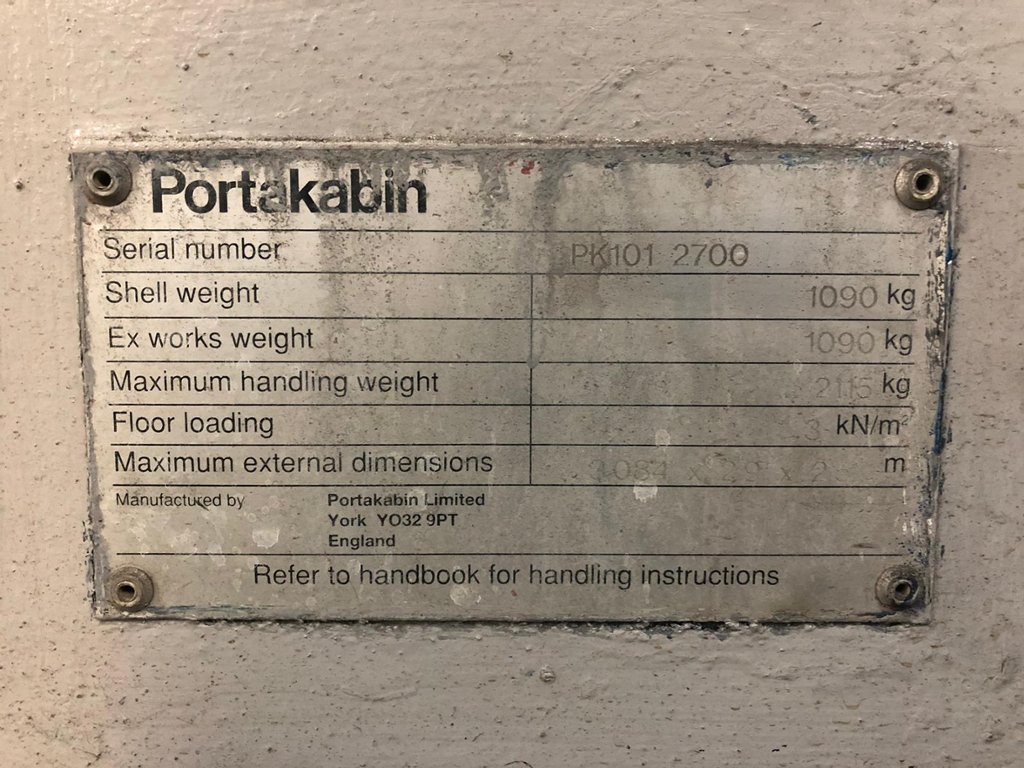 Portakabin
Serial number PK101 2700
Shell weight 1090 kg
Ex works weight 1090 kg
Maximum handling weight 2115 kg
Floor loading 3 kN/m²
Maximum external dimensions m
Manufactured by Portakabin Limited
York YO32 9PT
England
Refer to handbook for handling instructions